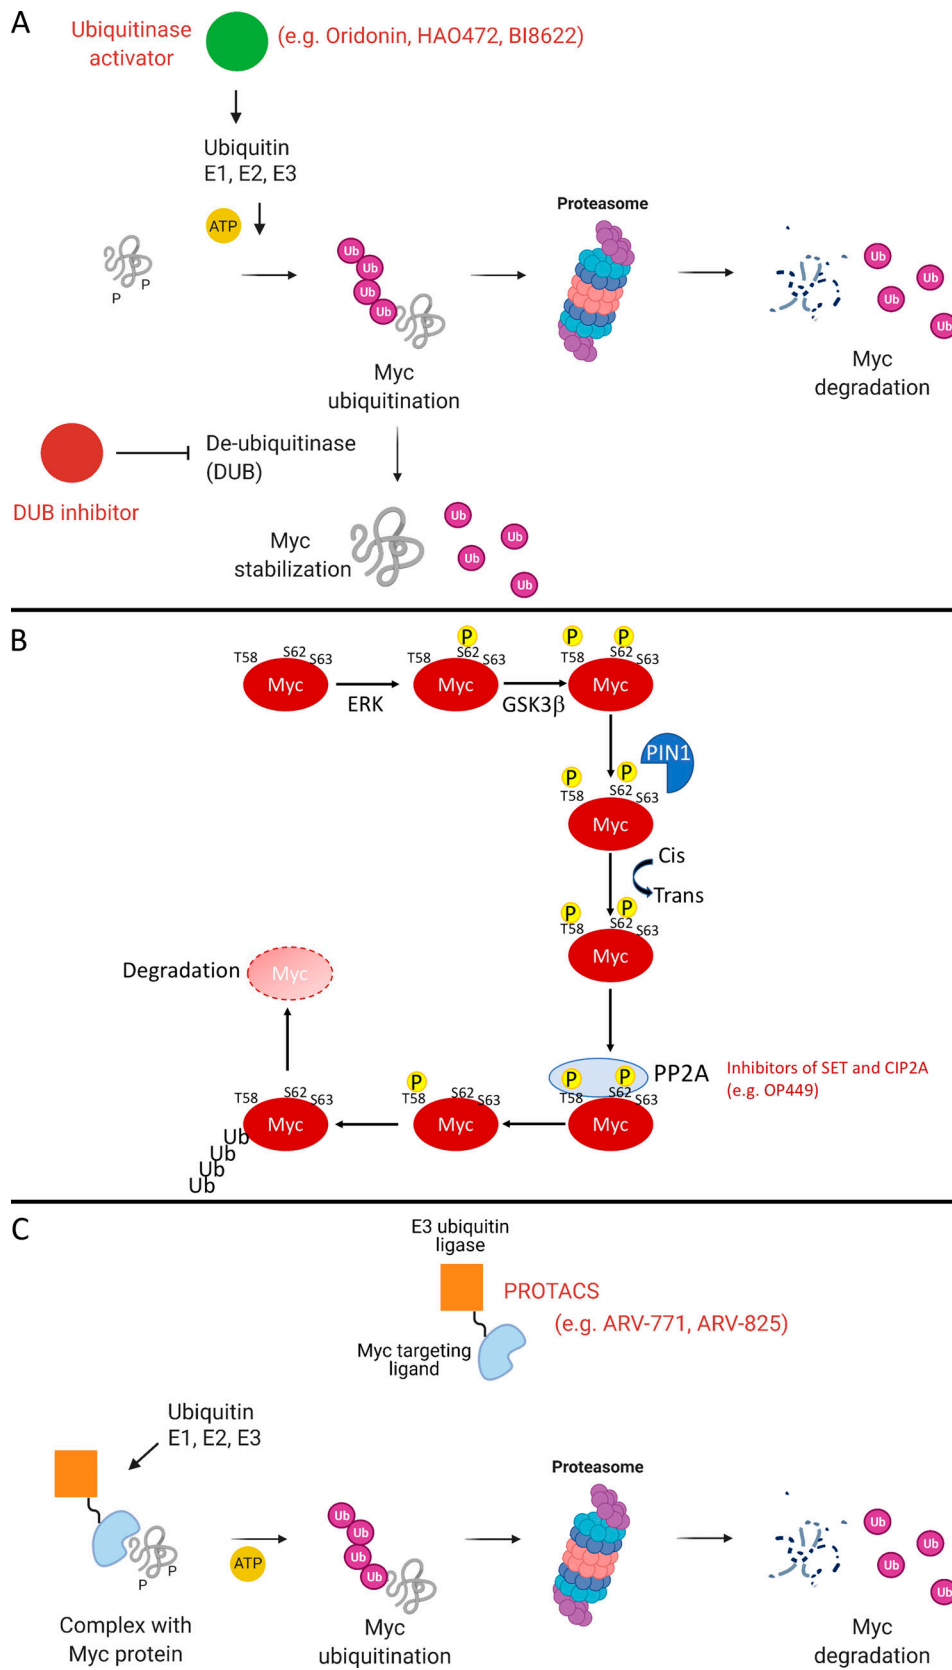 A
Ubiquitinase
activator
(e.g. Oridonin, HAO472, BI8622)
Ubiquitin
E1, E2, E3
ATP
P
P
Ub
Ub
Ub
Ub
Proteasome
Ub
Ub
Ub
Ub
Myc
ubiquitination
Myc
degradation
De-ubiquitinase
(DUB)
DUB inhibitor
Myc
stabilization
Ub
Ub
Ub
Ub
B
T58
S62
S63
Myc
ERK
P
T58
S62
S63
Myc
GSK3β
P
P
T58
S62
S63
Myc
PIN1
P
P
T58
S62
S63
Myc
Cis
Trans
P
P
T58
S62
S63
Myc
PP2A
Inhibitors of SET and CIP2A
(e.g. OP449)
P
P
T58
S62
S63
Myc
P
T58
S62
S63
Myc
T58
S62
S63
Myc
Ub
Ub
Ub
Ub
Degradation
Myc
C
E3 ubiquitin
ligase
PROTACS
(e.g. ARV-771, ARV-825)
Myc targeting
ligand
Ubiquitin
E1, E2, E3
P
P
ATP
Complex with
Myc protein
Ub
Ub
Ub
Ub
Myc
ubiquitination
Proteasome
Ub
Ub
Ub
Ub
Myc
degradation